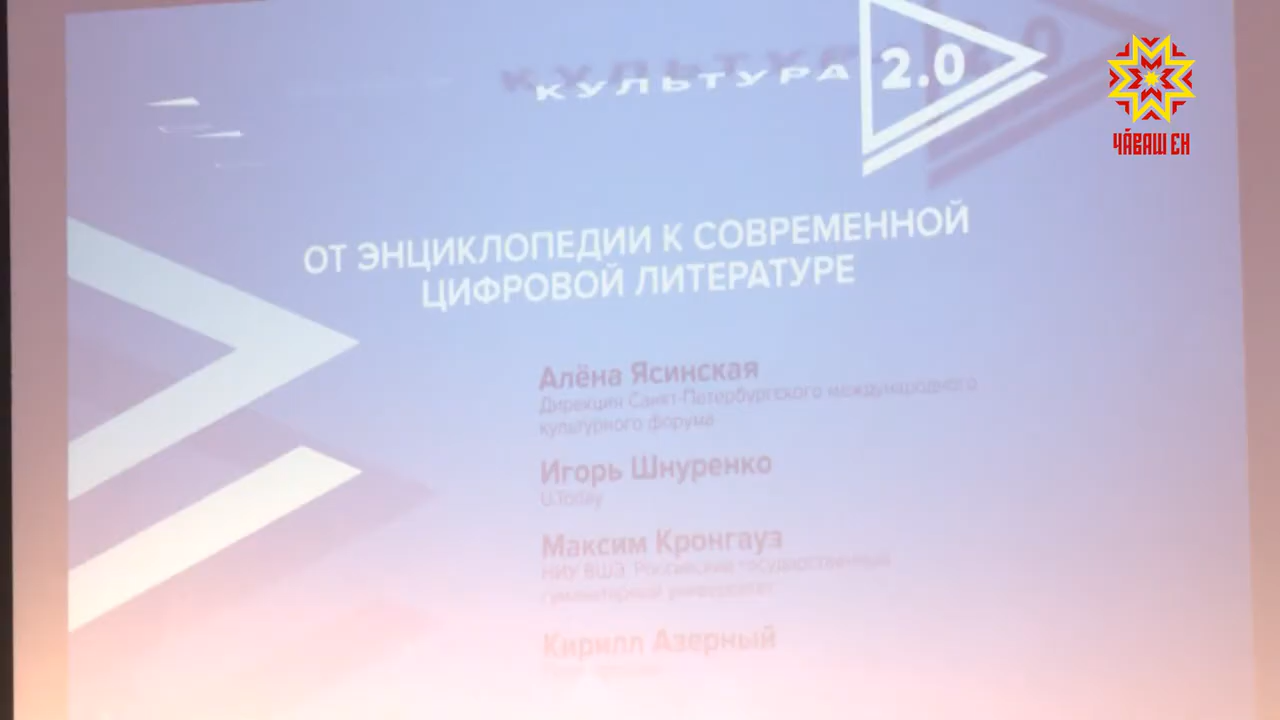 КУЛЬТУРА 2.0
ЧӐВАШ ЕН
ОТ ЭНЦИКЛОПЕДИИ К СОВРЕМЕННОЙ
ЦИФРОВОЙ ЛИТЕРАТУРЕ
Алёна Ясинская
Дирекция Санкт-Петербургского международного
культурного форума
Игорь Шнуренко
U.Today
Максим Кронгауз
НИУ ВШЭ, Российский государственный
гуманитарный университет
Кирилл Азерный